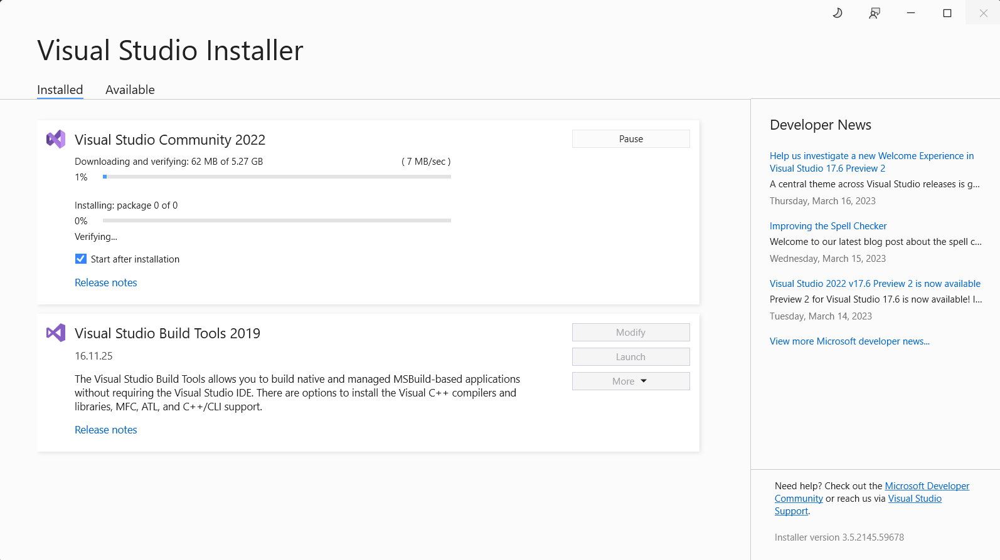 Visual Studio Installer
Installed Available
Visual Studio Community 2022
Pause
Downloading and verifying: 62 MB of 5.27 GB ( 7 MB/sec )
1%
Installing: package 0 of 0
0%
Verifying...
Start after installation
Release notes
Visual Studio Build Tools 2019
Modify
16.11.25
Launch
The Visual Studio Build Tools allows you to build native and managed MSBuild-based applications
More
without requiring the Visual Studio IDE. There are options to install the Visual C++ compilers and
libraries, MFC, ATL, and C++/CLI support.
Release notes
Developer News
Help us investigate a new Welcome Experience in
Visual Studio 17.6 Preview 2
A central theme across Visual Studio releases is g...
Thursday, March 16, 2023
Improving the Spell Checker
Welcome to our latest blog post about the spell c...
Wednesday, March 15, 2023
Visual Studio 2022 v17.6 Preview 2 is now available
Preview 2 for Visual Studio 17.6 is now available! I...
Tuesday, March 14, 2023
View more Microsoft developer news...
Need help? Check out the Microsoft Developer
Community or reach us via Visual Studio
Support.
Installer version 3.5.2145.59678